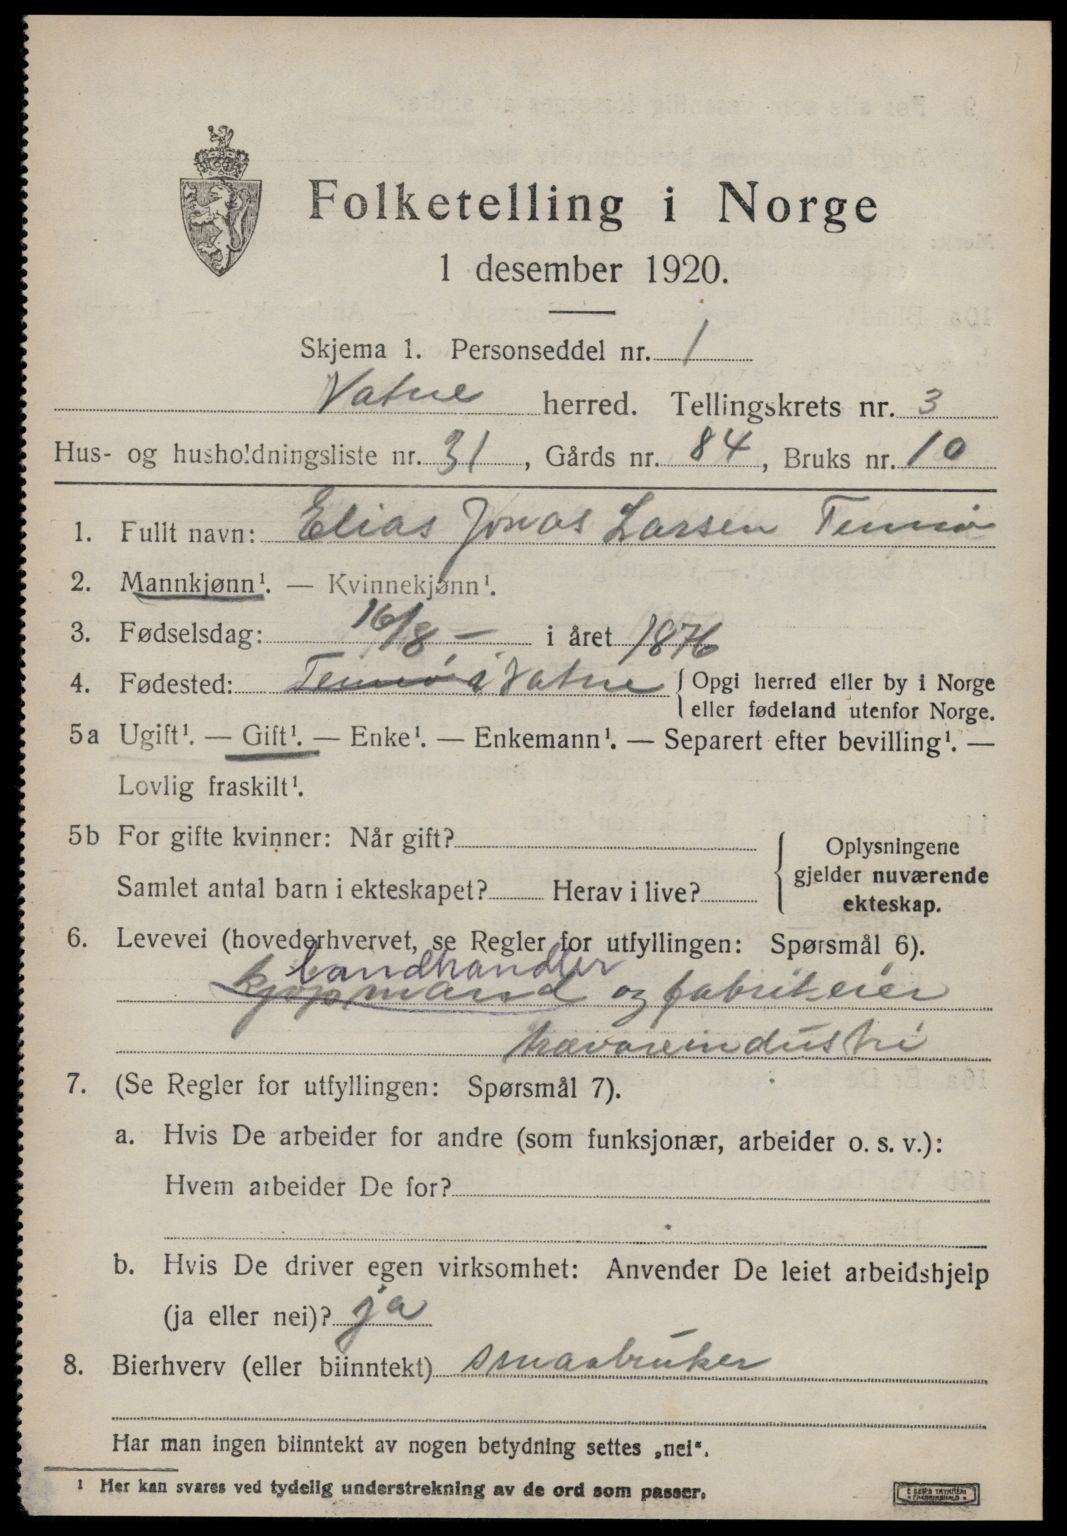 Folketelling i Norge
1 desember 1920.
Skjema 1. Personseddel nr. 1
Vatne herred. Tellingskrets nr. 3
Hus- og husholdningsliste nr. 31, Gårds nr. 84, Bruks nr. 10
1. Fullt navn: Elias Jonas Larsen Tennø
2. Mannkjønn¹. — Kvinnekjønn¹.
3. Fødselsdag: 16/8 - i året 1876
4. Fødested: Tennø i Vatne { Opgi herred eller by i Norge
eller fødeland utenfor Norge.
5a Ugift¹. — Gift¹. — Enke¹. — Enkemann¹. — Separert efter bevilling¹. —
Lovlig fraskilt¹.
5b For gifte kvinner: Når gift?
Samlet antal barn i ekteskapet? Herav i live?
{ Oplysningene
gjelder nuværende
ekteskap.
6. Levevei (hovederhvervet, se Regler for utfyllingen: Spørsmål 6).
landhandler
kjøpmand og fabrikeier
trævareindustri
7. (Se Regler for utfyllingen: Spørsmål 7).
a. Hvis De arbeider for andre (som funksjonær, arbeider o. s. v.):
Hvem arbeider De for?
b. Hvis De driver egen virksomhet: Anvender De leiet arbeidshjelp
(ja eller nei)? ja
8. Bierhverv (eller biinntekt) smaabruker
Har man ingen biinntekt av nogen betydning settes „nei“.
¹ Her kan svares ved tydelig understrekning av de ord som passer.